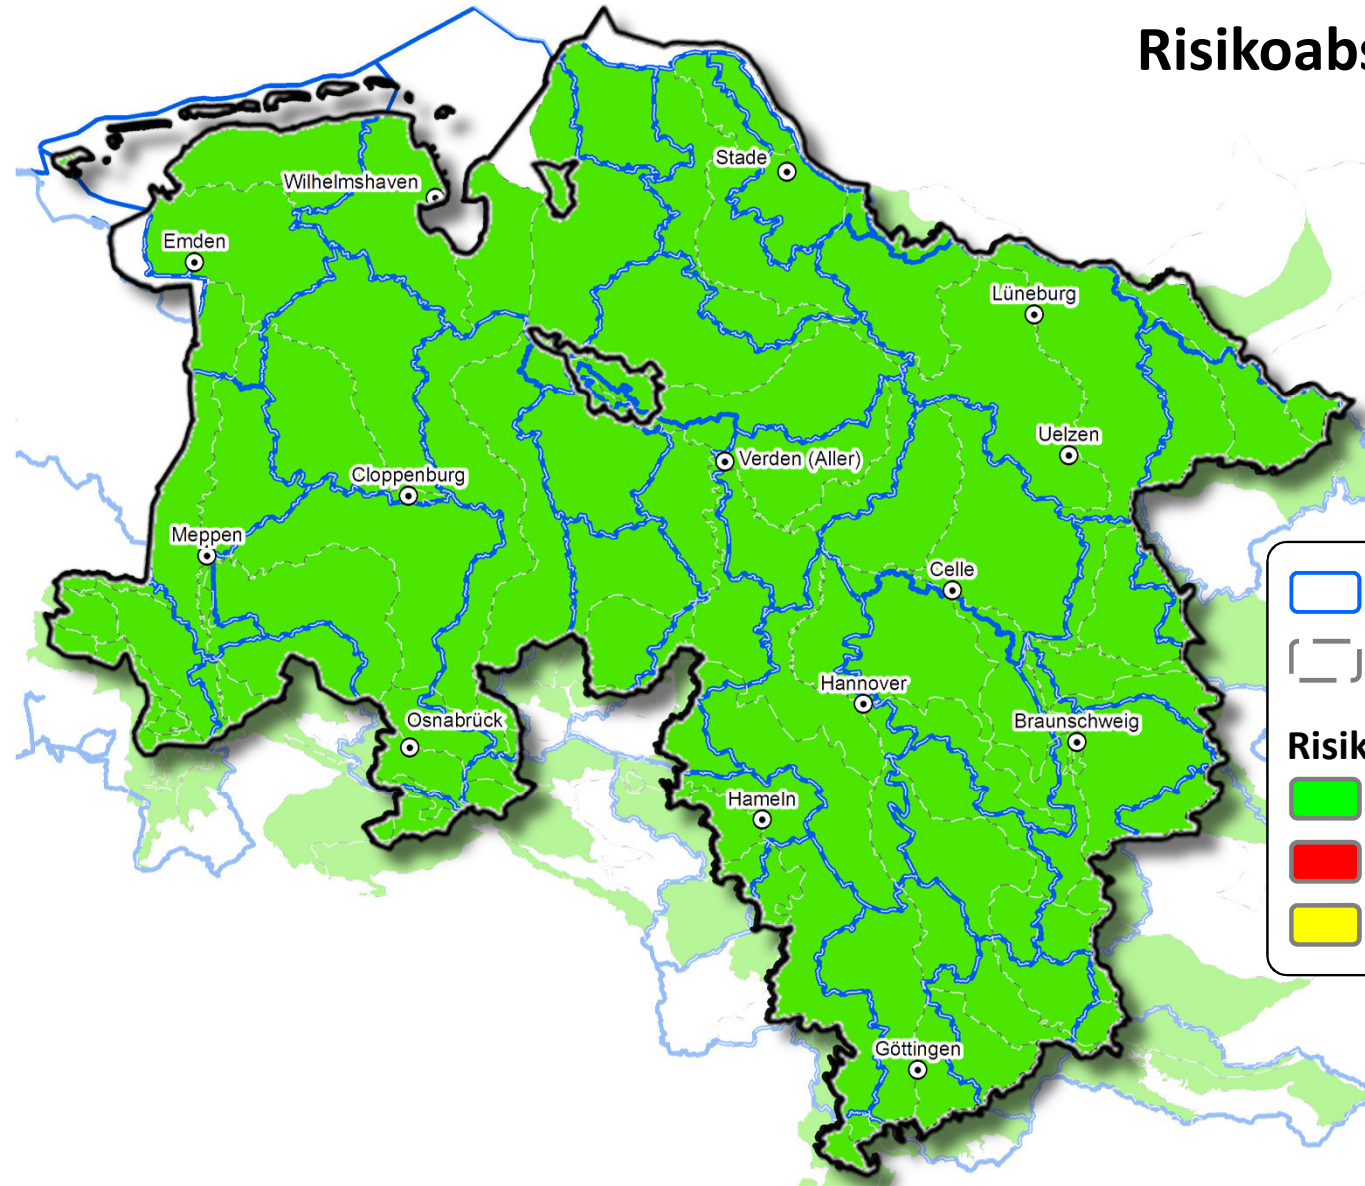 Risikoabs
Stade
Wilhelmshaven
Emden
Lüneburg
Uelzen
Verden (Aller)
Cloppenburg
Meppen
Celle
Hannover
Osnabrück
Braunschweig
Risik
Hameln
Göttingen